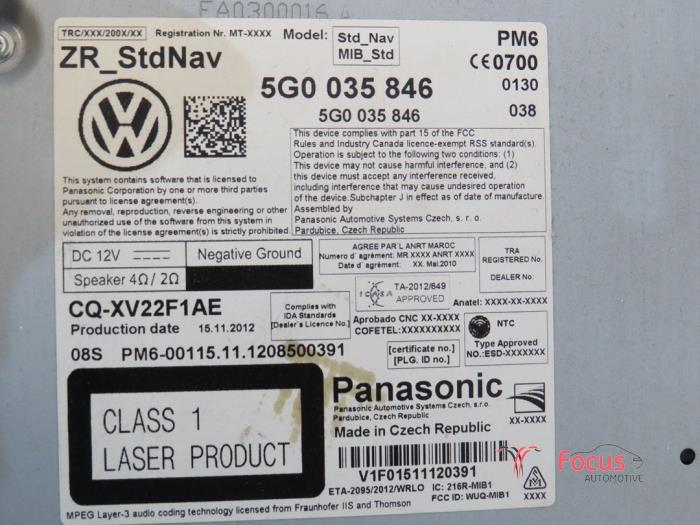 FA0300016 A
TRC/XXX/200X/XX Registration Nr. MT-XXXX Model: Std_Nav MIB_Std PM6
ZR_StdNav
CE0700
5G0 035 846 0130
5G0 035 846 038
This device complies with part 15 of the FCC
Rules and Industry Canada licence-exempt RSS standard(s).
Operation is subject to the following two conditions: (1)
This device may not cause harmful interference, and (2)
this device must accept any interference received,
including interference that may cause undesired operation
of the device.Subchapter J in effect as of date of manufacture.
Assembled by
Panasonic Automotive Systems Czech, s. r. o.
Pardubice, Czech Republic
This system contains software that is licensed to
Panasonic Corporation by one or more third parties
pursuant to license agreement(s).
Any removal, reproduction, reverse engineering or other
unauthorized use of the software from this system in
violation of the license agreement(s) is strictly prohibited.
DC 12V Negative Ground
Speaker 4Ω/ 2Ω
AGREE PAR L ANRT MAROC
Numero d' agrément: MR XXXX ANRT XXXX
Date d' agrément: XX. Mai.2010
TRA
REGISTERED No.
DEALER No:
ICASA TA-2012/649
APPROVED
Anatel: XXXX-XX-XXXX
CQ-XV22F1AE
Production date 15.11.2012
Complies with
IDA Standards
[Dealer's Licence No.]
Approbado CNC XX-XXXX
COFETEL:XXXXXXXXXX
NTC
Type Approved
NO.:ESD-XXXXXXX
08S PM6-00115.11.1208500391
[certificate no.]
[PLG. ID no.]
CLASS 1
LASER PRODUCT
Panasonic
Panasonic Automotive Systems Czech, s.r.o.
Pardubice, Czech Republic
XX-XXXX
Made in Czech Republic
V1F01511120391
ETA-2095/2012/WRLO IC: 216R-MIB1
FCC ID: WUQ-MIB1
XXXX
MPEG Layer-3 audio coding technology licensed from Fraunhofer IIS and Thomson
Focus
AUTOMOTIVE